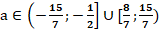 a ∈ (−15/7; −1/2] ∪ [8/7; 15/7)